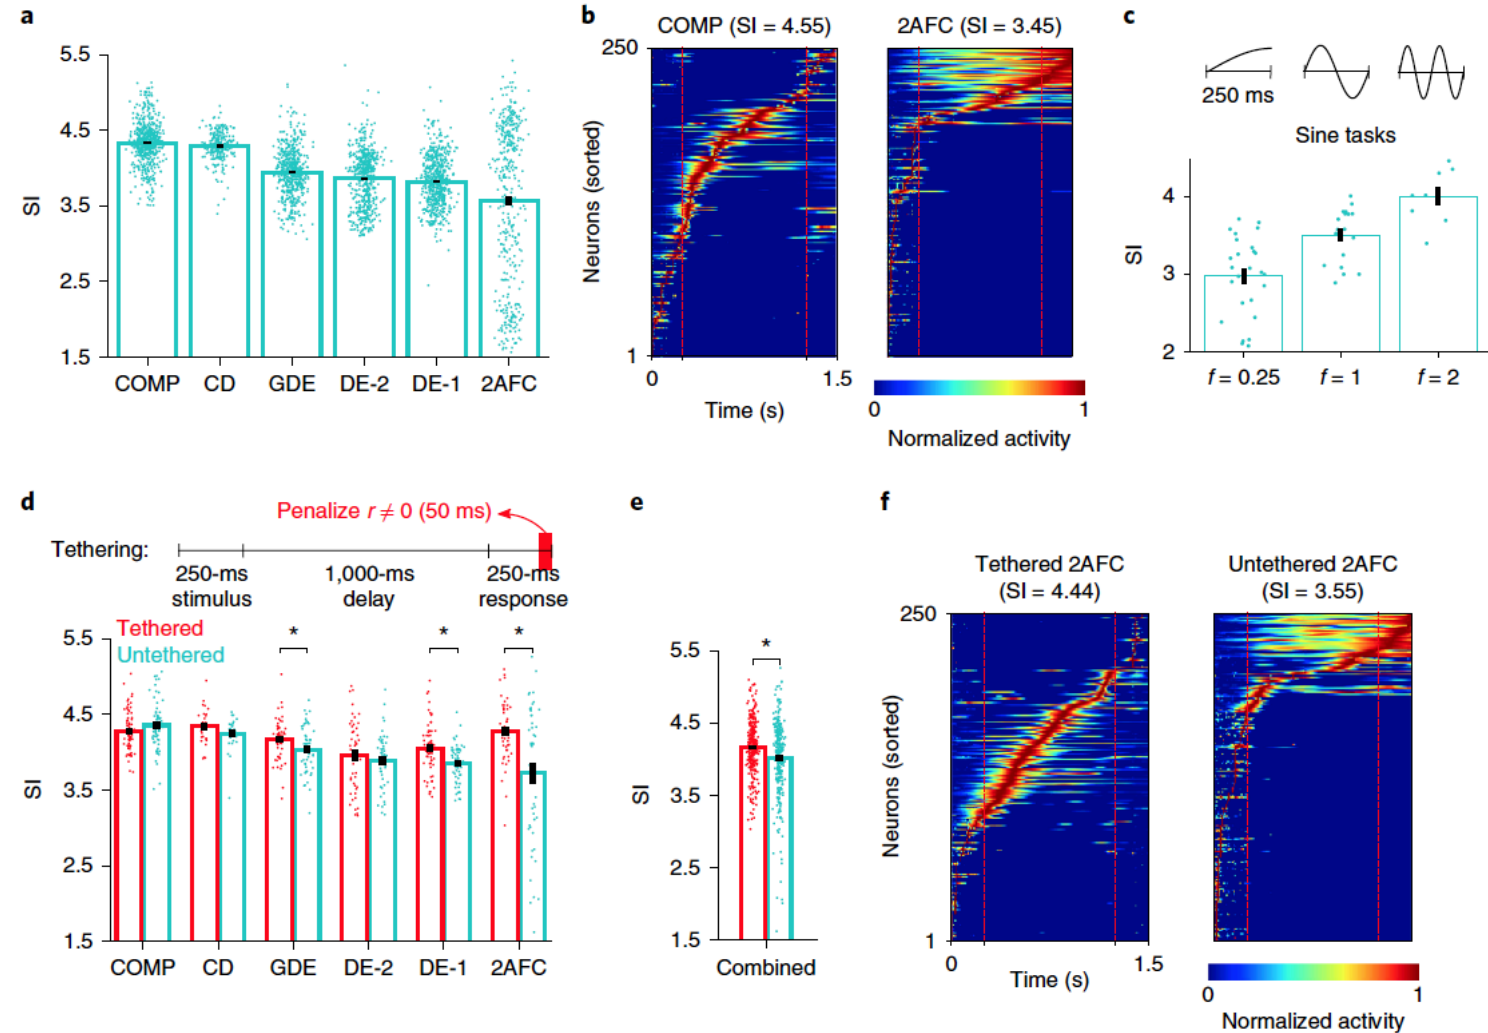 a
5.5
4.5
3.5
2.5
1.5
SI
COMP CD GDE DE-2 DE-1 2AFC
b
COMP (SI = 4.55)
2AFC (SI = 3.45)
250
Neurons (sorted)
1
0 1.5
Time (s)
0 1
Normalized activity
c
250 ms
Sine tasks
4
3
2
SI
f = 0.25 f = 1 f = 2
d
Penalize r ≠ 0 (50 ms)
Tethering:
250-ms
stimulus
1,000-ms
delay
250-ms
response
Tethered
Untethered
* * *
5.5
4.5
3.5
2.5
1.5
SI
COMP CD GDE DE-2 DE-1 2AFC
e
*
5.5
4.5
3.5
2.5
1.5
SI
Combined
f
Tethered 2AFC
(SI = 4.44)
Untethered 2AFC
(SI = 3.55)
250
Neurons (sorted)
1
0 1.5
Time (s)
0 1
Normalized activity